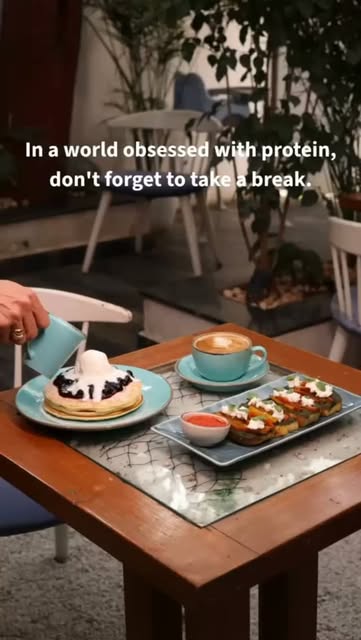 In a world obsessed with protein,
don't forget to take a break.